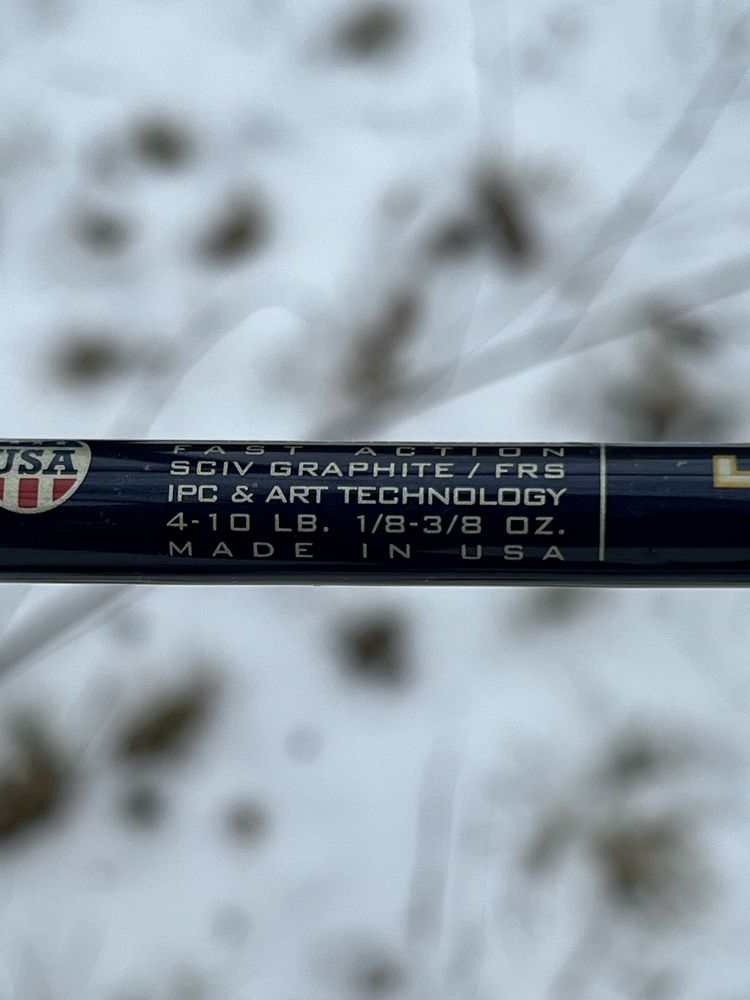 USA
FAST ACTION
SCIV GRAPHITE / FRS
IPC & ART TECHNOLOGY
4-10 LB. 1/8-3/8 OZ.
MADE IN USA